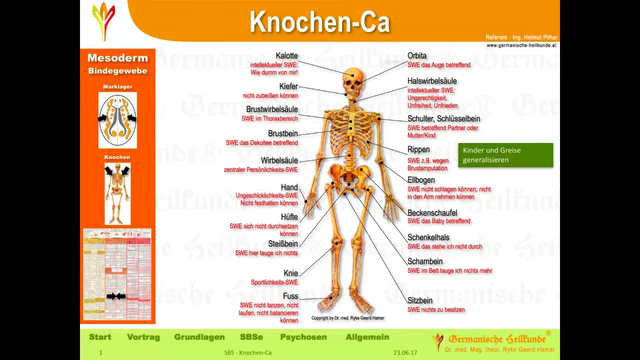 Knochen-Ca
Referent - Ing. Helmut Pilhar
www.germanische-heilkunde.at
Mesoderm
Bindegewebe
Marklager
Knochen
Kalotte
intellektueller SWE:
Wie dumm von mir!
Kiefer
nicht zubeißen können
Brustwirbelsäule
SWE im Thoraxbereich
Brustbein
SWE das Dekoltee betreffend
Wirbelsäule
zentraler Persönlichkeits-SWE
Hand
Ungeschicklichkeits-SWE
Nicht festhalten können
Hüfte
SWE sich nicht durchsetzen
können
Steißbein
SWE hier tauge ich nichts
Knie
Sportlichkeits-SWE
Fuss
SWE nicht tanzen, nicht
laufen, nicht balancieren
können
Orbita
SWE das Auge betreffend
Halswirbelsäule
intellektueller SWE:
Ungerechtigkeit,
Unfreiheit, Unfrieden
Schulter, Schlüsselbein
SWE betreffend Partner oder
Mutter/Kind
Rippen
SWE z.B. wegen
Brustamputation
Ellbogen
SWE nicht schlagen können, nicht
in den Arm nehmen können
Beckenschaufel
SWE das Baby betreffend
Schenkelhals
SWE das stehe ich nicht durch
Schambein
SWE im Bett tauge ich nichts mehr
Sitzbein
SWE nichts zu besitzen
Kinder und Greise
generalisieren
Copyright by Dr. med. Ryke Geerd Hamer
Start Vortrag Grundlagen SBSe Psychosen Allgemein
Germanische Heilkunde®
Dr. med. Mag. theol. Ryke Geerd Hamer
1 SBS - Knochen-Ca 23.06.17